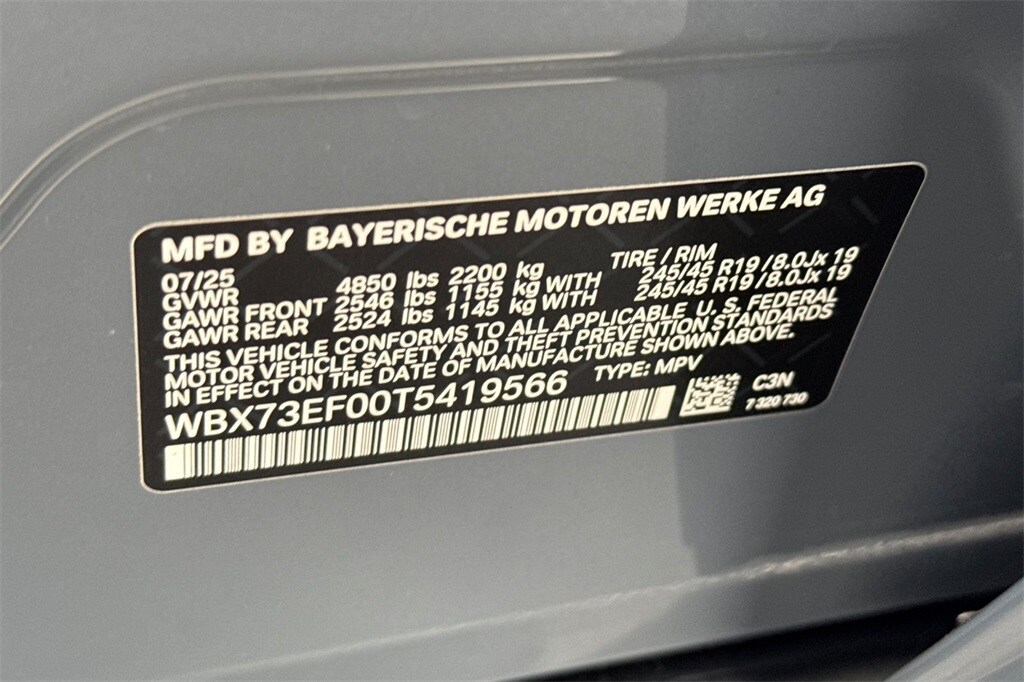 MFD BY BAYERISCHE MOTOREN WERKE AG
07/25 TIRE / RIM
GVWR 4850 lbs 2200 kg
GAWR FRONT 2546 lbs 1155 kg WITH 245/45 R19 / 8.0Jx 19
GAWR REAR 2524 lbs 1145 kg WITH 245/45 R19 / 8.0Jx 19
THIS VEHICLE CONFORMS TO ALL APPLICABLE U. S. FEDERAL
MOTOR VEHICLE SAFETY AND THEFT PREVENTION STANDARDS
IN EFFECT ON THE DATE OF MANUFACTURE SHOWN ABOVE.
WBX73EF00T5419566 TYPE: MPV
C3N
7 320 730